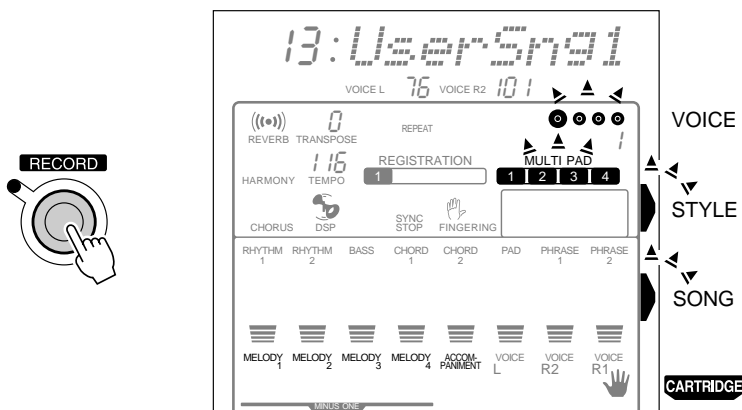 13:UserSng1
VOICE L 76 VOICE R2 101
REVERB TRANSPOSE 0 REPEAT 1
VOICE
HARMONY TEMPO 116 REGISTRATION 1 MULTI PAD 1 2 3 4
RECORD
CHORUS DSP SYNC STOP FINGERING
STYLE
RHYTHM 1 RHYTHM 2 BASS CHORD 1 CHORD 2 PAD PHRASE 1 PHRASE 2
SONG
MELODY 1 MELODY 2 MELODY 3 MELODY 4 ACCOM-PANIMENT VOICE L VOICE R2 VOICE R1
CARTRIDGE
MINUS ONE